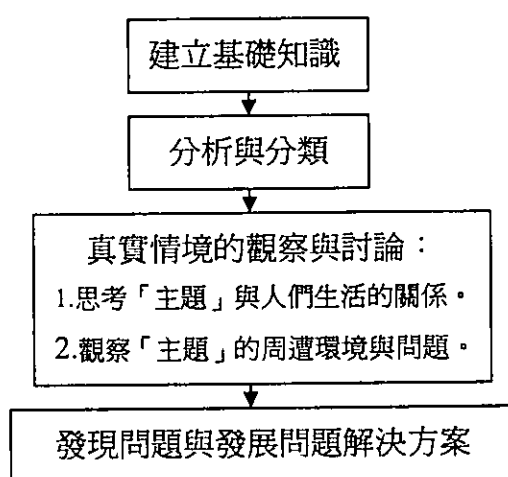 建立基礎知識
分析與分類
真實情境的觀察與討論：
1.思考「主題」與人們生活的關係。
2.觀察「主題」的周遭環境與問題。
發現問題與發展問題解決方案